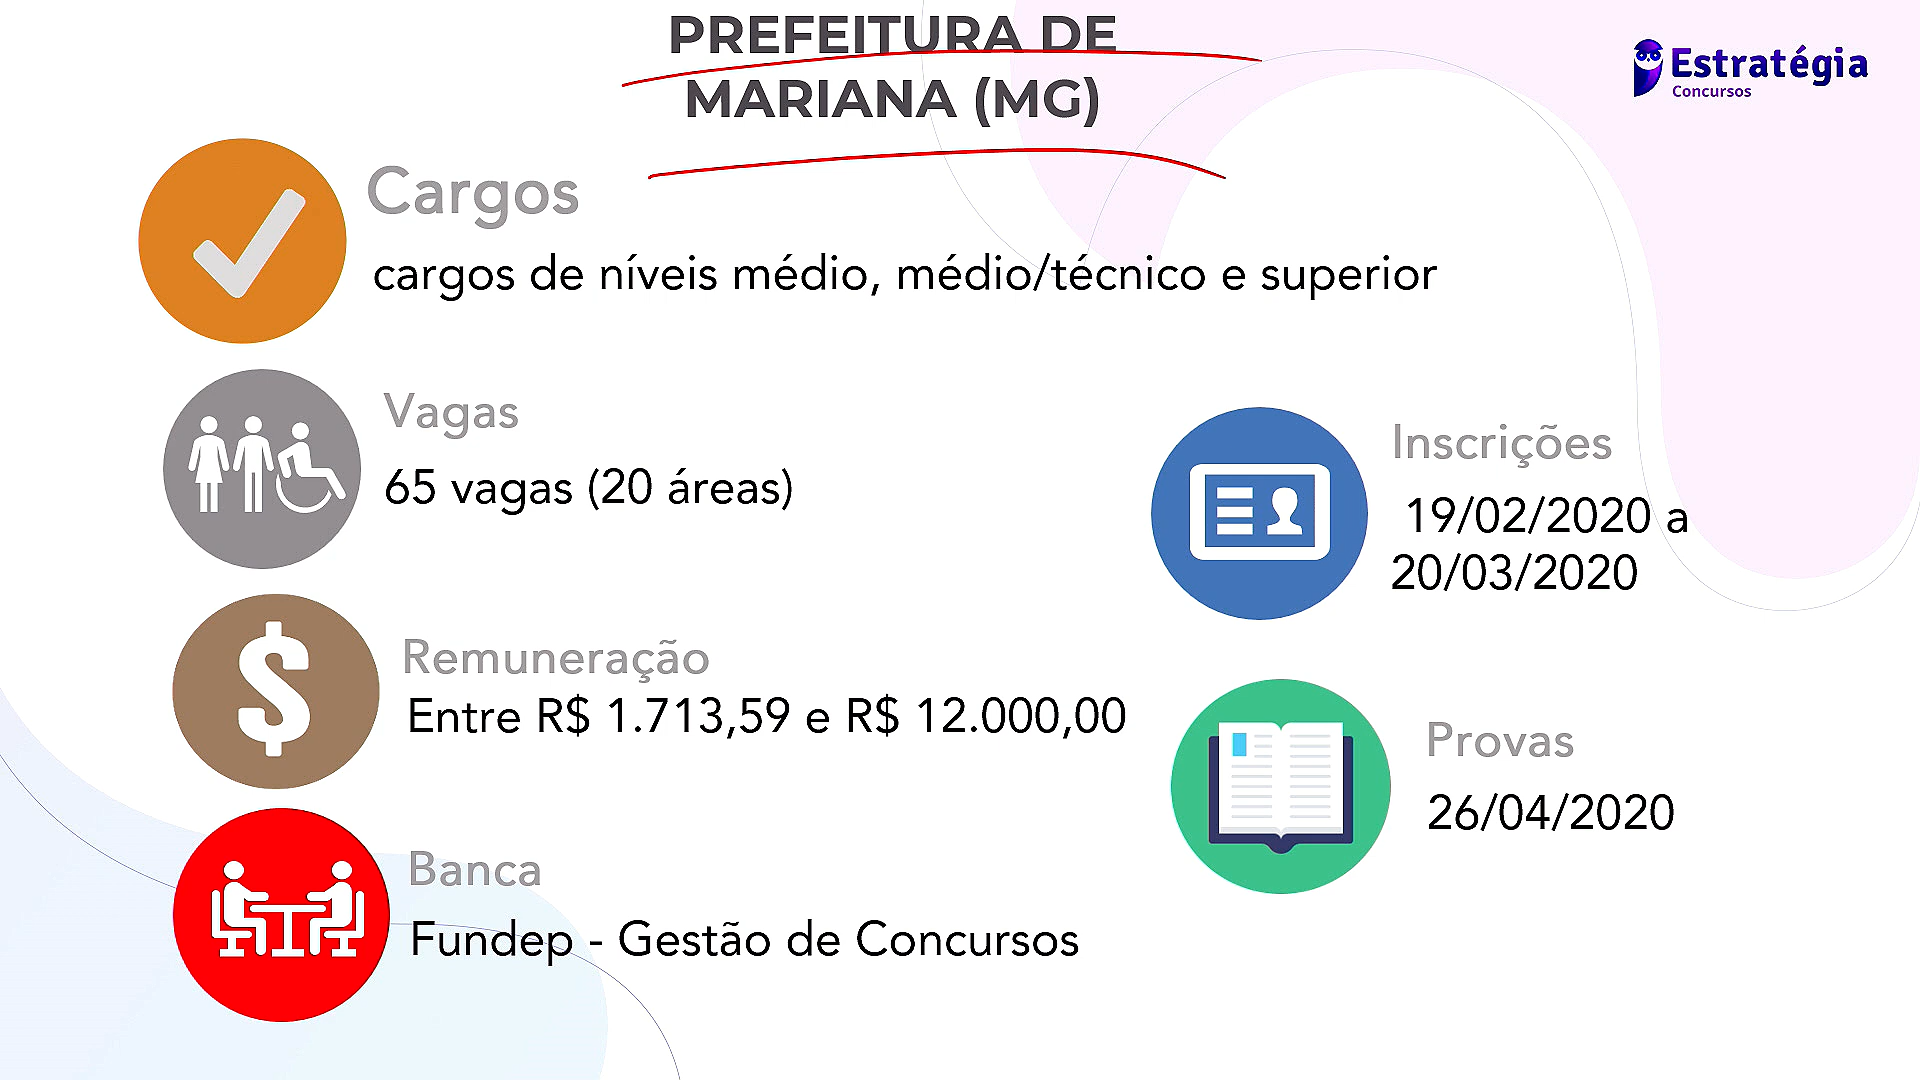 PREFEITURA DE
MARIANA (MG)
Estratégia
Concursos
Cargos
cargos de níveis médio, médio/técnico e superior
Vagas
65 vagas (20 áreas)
Remuneração
Entre R$ 1.713,59 e R$ 12.000,00
Banca
Fundep - Gestão de Concursos
Inscrições
19/02/2020 a
20/03/2020
Provas
26/04/2020